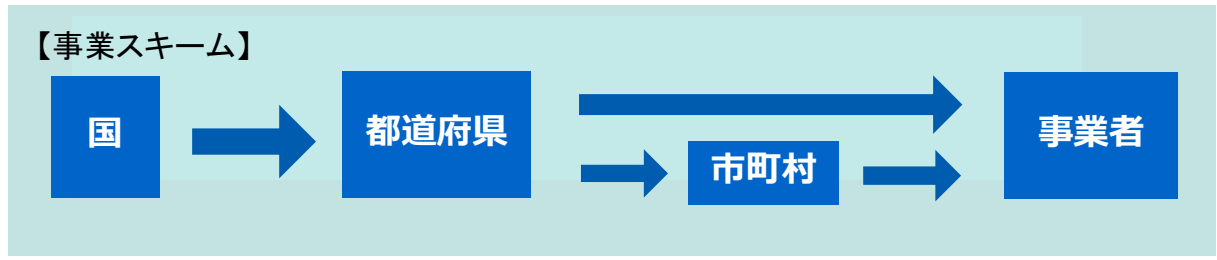 【事業スキーム】
国
都道府県
市町村
事業者